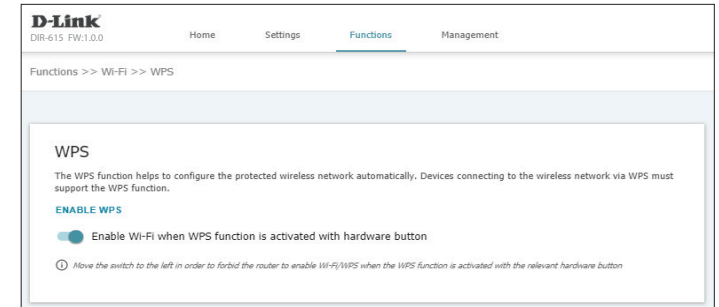 D-Link
DIR-615 FW:1.0.0 Home Settings Functions Management
Functions >> Wi-Fi >> WPS
WPS
The WPS function helps to configure the protected wireless network automatically. Devices connecting to the wireless network via WPS must
support the WPS function.
ENABLE WPS
Enable Wi-Fi when WPS function is activated with hardware button
Move the switch to the left in order to forbid the router to enable Wi-Fi/WPS when the WPS function is activated with the relevant hardware button